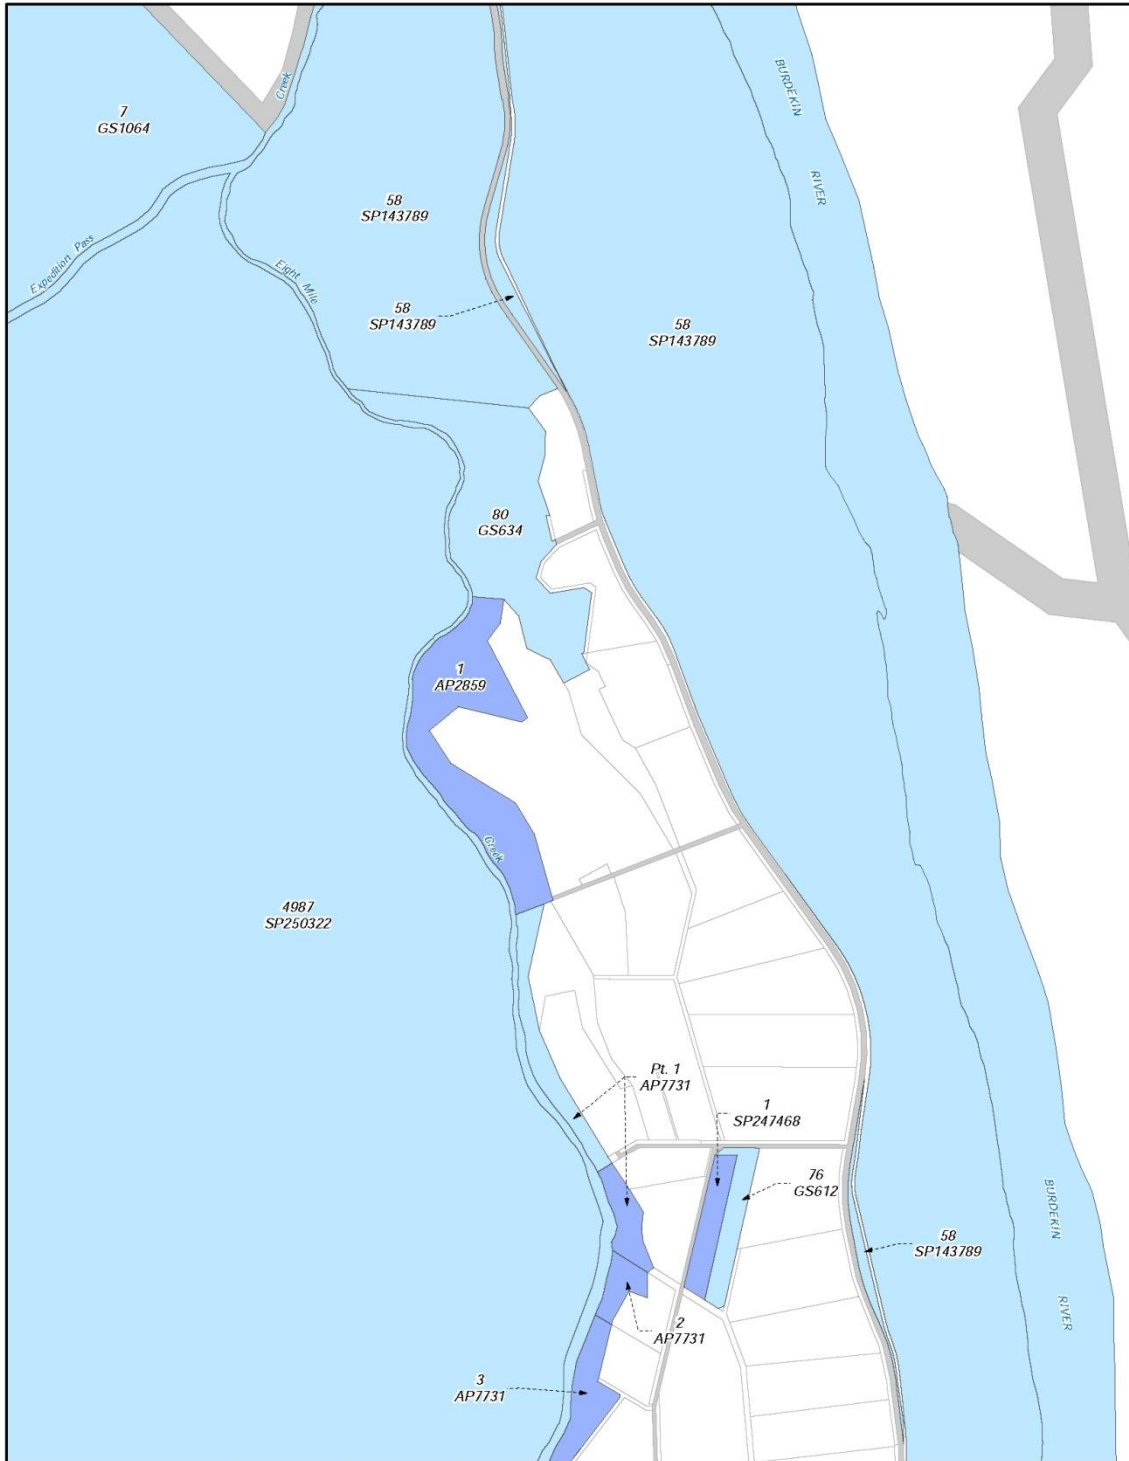 BURDEKIN
RIVER
Creek
7
GS1064
58
SP143789
Expedition Pass
Eight Mile
58
SP143789
58
SP143789
80
GS634
1
AP2859
Creek
4987
SP250322
Pt. 1
AP7731
1
SP247468
76
GS612
BURDEKIN
RIVER
58
SP143789
2
AP7731
3
AP7731